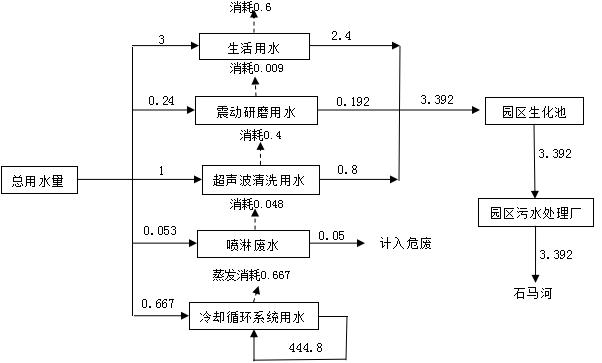 消耗0.6
3
生活用水
2.4
消耗0.009
0.24
震动研磨用水
0.192
3.392
园区生化池
消耗0.4
3.392
总用水量
1
超声波清洗用水
0.8
消耗0.048
园区污水处理厂
0.053
喷淋废水
0.05
计入危废
3.392
蒸发消耗0.667
石马河
0.667
冷却循环系统用水
444.8